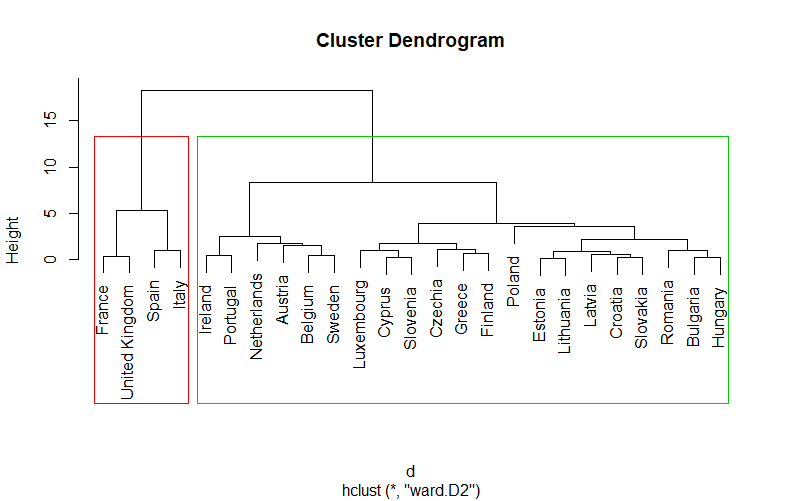 Cluster Dendrogram
Height
15
10
5
0
France
United Kingdom
Spain
Italy
Ireland
Portugal
Netherlands
Austria
Belgium
Sweden
Luxembourg
Cyprus
Slovenia
Czechia
Greece
Finland
Poland
Estonia
Lithuania
Latvia
Croatia
Slovakia
Romania
Bulgaria
Hungary
d
hclust (*, "ward.D2")